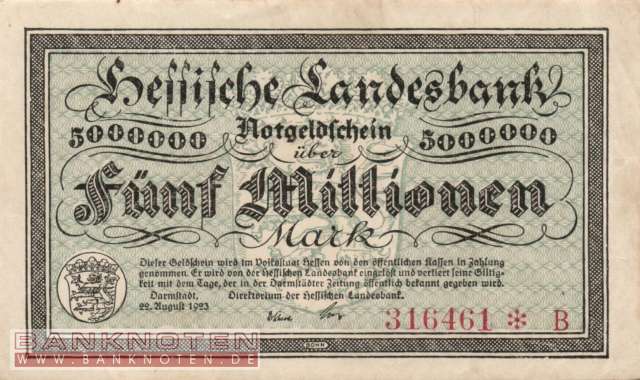 Hessische Landesbank
5000000 Notgeldschein 5000000
über
Fünf Millionen
Mark
Dieser Geldschein wird im Volksstaat Hessen von den öffentlichen Kassen in Zahlung
genommen. Er wird von der Hessischen Landesbank eingelöst und verliert seine Gültig-
keit mit dem Tage, der in der Darmstädter Zeitung öffentlich bekannt gegeben wird.
Darmstadt, Direktorium der Hessischen Landesbank.
22. August 1923
316461 * B
BANKNOTEN
WWW.BANKNOTEN.DE